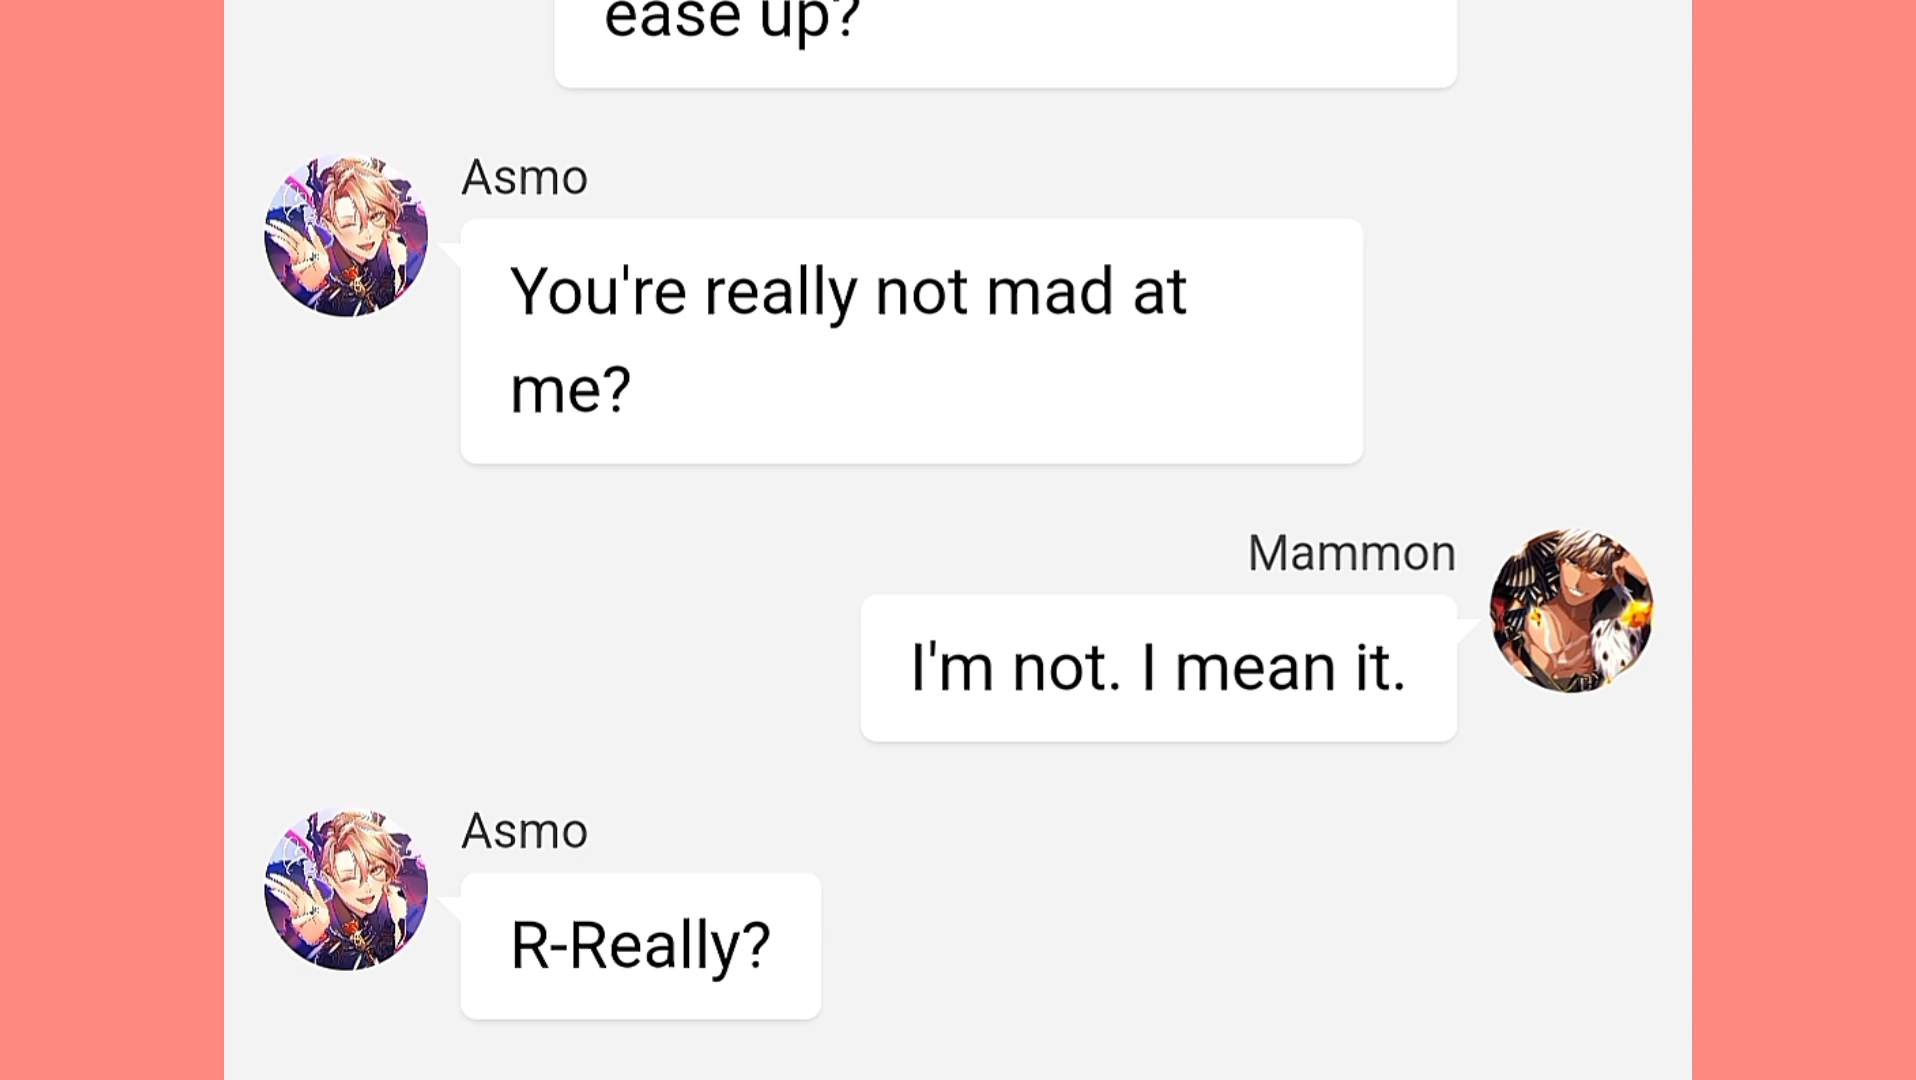 ease up?
Asmo
You're really not mad at
me?
Mammon
I'm not. I mean it.
Asmo
R-Really?